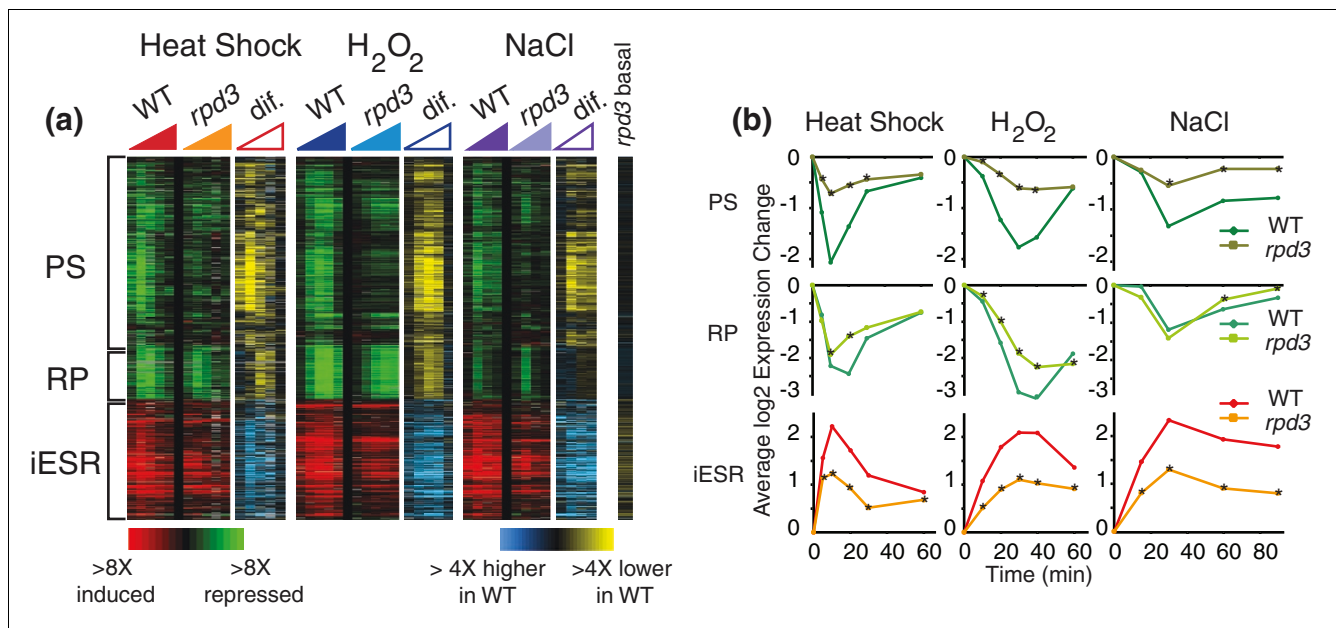 (a)
Heat Shock H2O2 NaCl
WT rpd3 dif. WT rpd3 dif. WT rpd3 dif. rpd3 basal
PS
RP
iESR
>8X induced
>8X repressed
> 4X higher in WT
>4X lower in WT
(b)
Heat Shock H2O2 NaCl
Average log2 Expression Change
PS
0 0 0
-1 -1 -1
-2 -2 -2
WT
rpd3
RP
0 0 0
-1 -1 -1
-2 -2 -2
-3 -3 -3
WT
rpd3
iESR
2 2 2
1 1 1
0 0 0
WT
rpd3
0 20 40 60 0 20 40 60 0 20 40 60 80
Time (min)